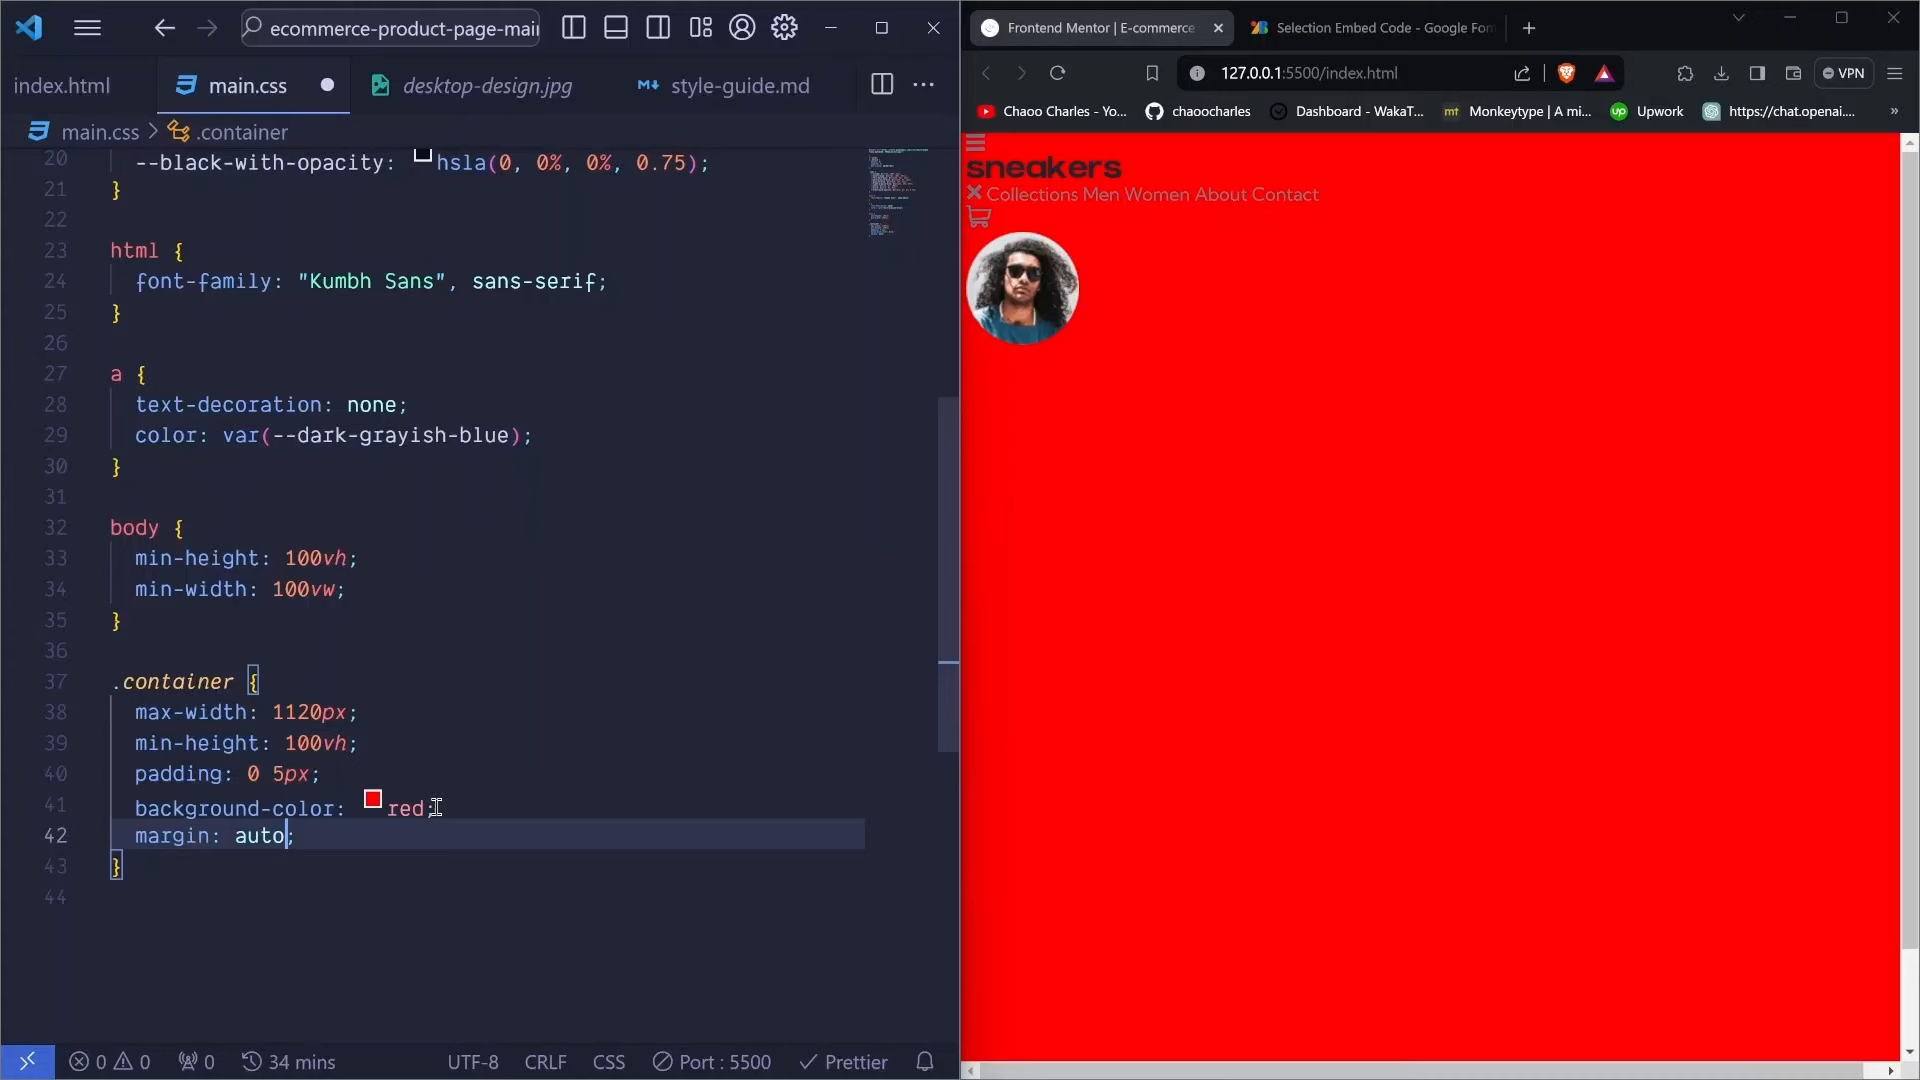 ecommerce-product-page-mai
index.html
main.css
desktop-design.jpg
style-guide.md
main.css > .container
20 --black-with-opacity: hsla(0, 0%, 0%, 0.75);
21 }
22
23 html {
24 font-family: "Kumbh Sans", sans-serif;
25 }
26
27 a {
28 text-decoration: none;
29 color: var(--dark-grayish-blue);
30 }
31
32 body {
33 min-height: 100vh;
34 min-width: 100vw;
35 }
36
37 .container {
38 max-width: 1120px;
39 min-height: 100vh;
40 padding: 0 5px;
41 background-color: red;
42 margin: auto;
43 }
44
0 0 0 34 mins UTF-8 CRLF CSS Port : 5500 Prettier
Frontend Mentor | E-commerce
Selection Embed Code - Google Fon
127.0.0.1:5500/index.html
VPN
Chaoo Charles - Yo...
chaoocharles
Dashboard - WakaT...
mt Monkeytype | A mi...
up Upwork
https://chat.openai....
»
sneakers
Collections Men Women About Contact